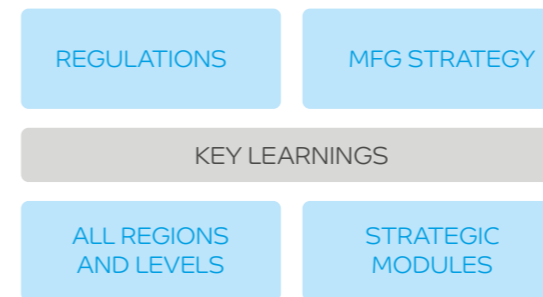 REGULATIONS
MFG STRATEGY
KEY LEARNINGS
ALL REGIONS
AND LEVELS
STRATEGIC
MODULES